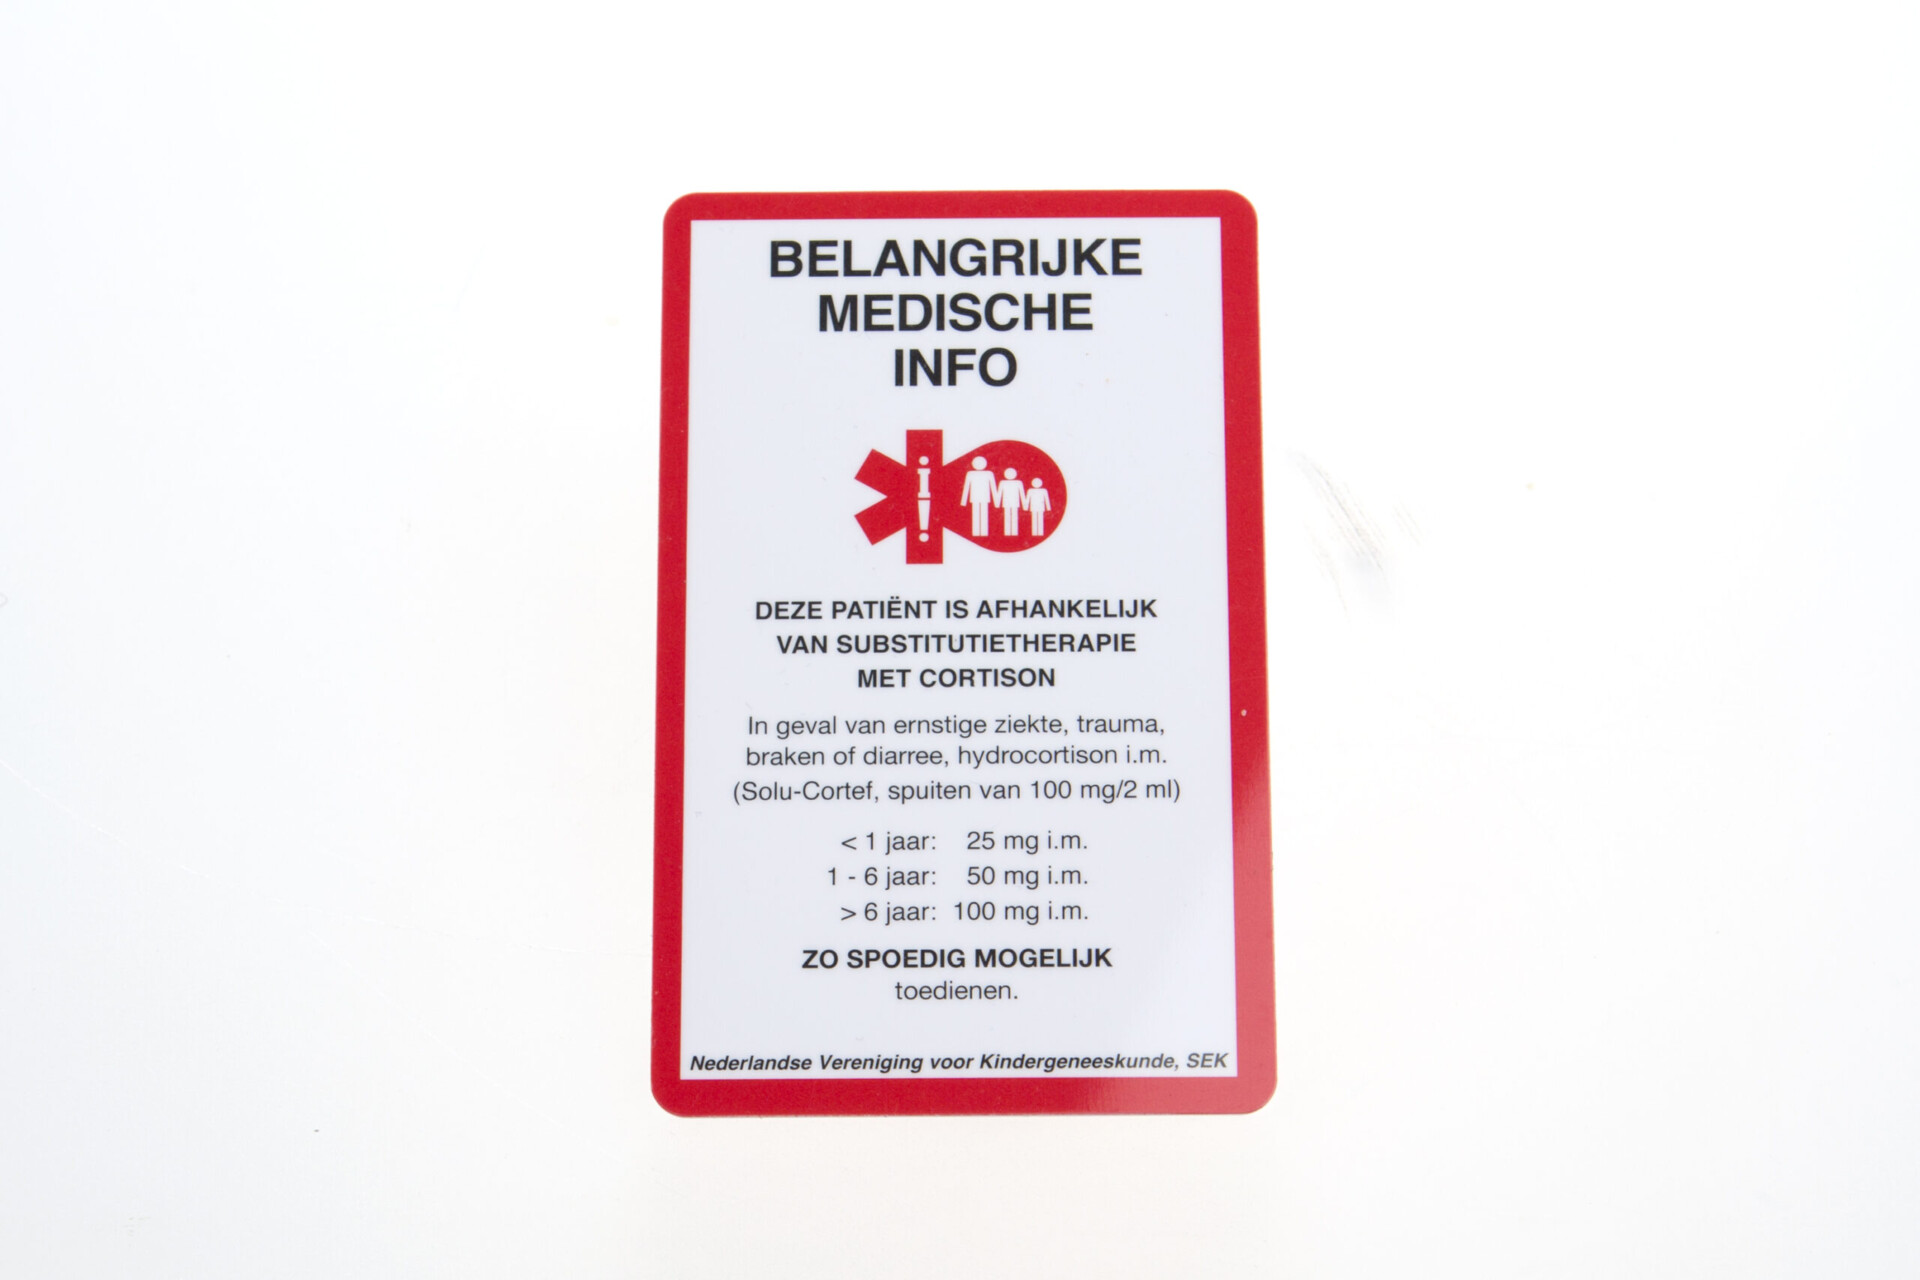 BELANGRIJKE
MEDISCHE
INFO
DEZE PATIËNT IS AFHANKELIJK
VAN SUBSTITUTIETHERAPIE
MET CORTISON
In geval van ernstige ziekte, trauma,
braken of diarree, hydrocortison i.m.
(Solu-Cortef, spuiten van 100 mg/2 ml)
< 1 jaar: 25 mg i.m.
1 - 6 jaar: 50 mg i.m.
> 6 jaar: 100 mg i.m.
ZO SPOEDIG MOGELIJK
toedienen.
Nederlandse Vereniging voor Kindergeneeskunde, SEK